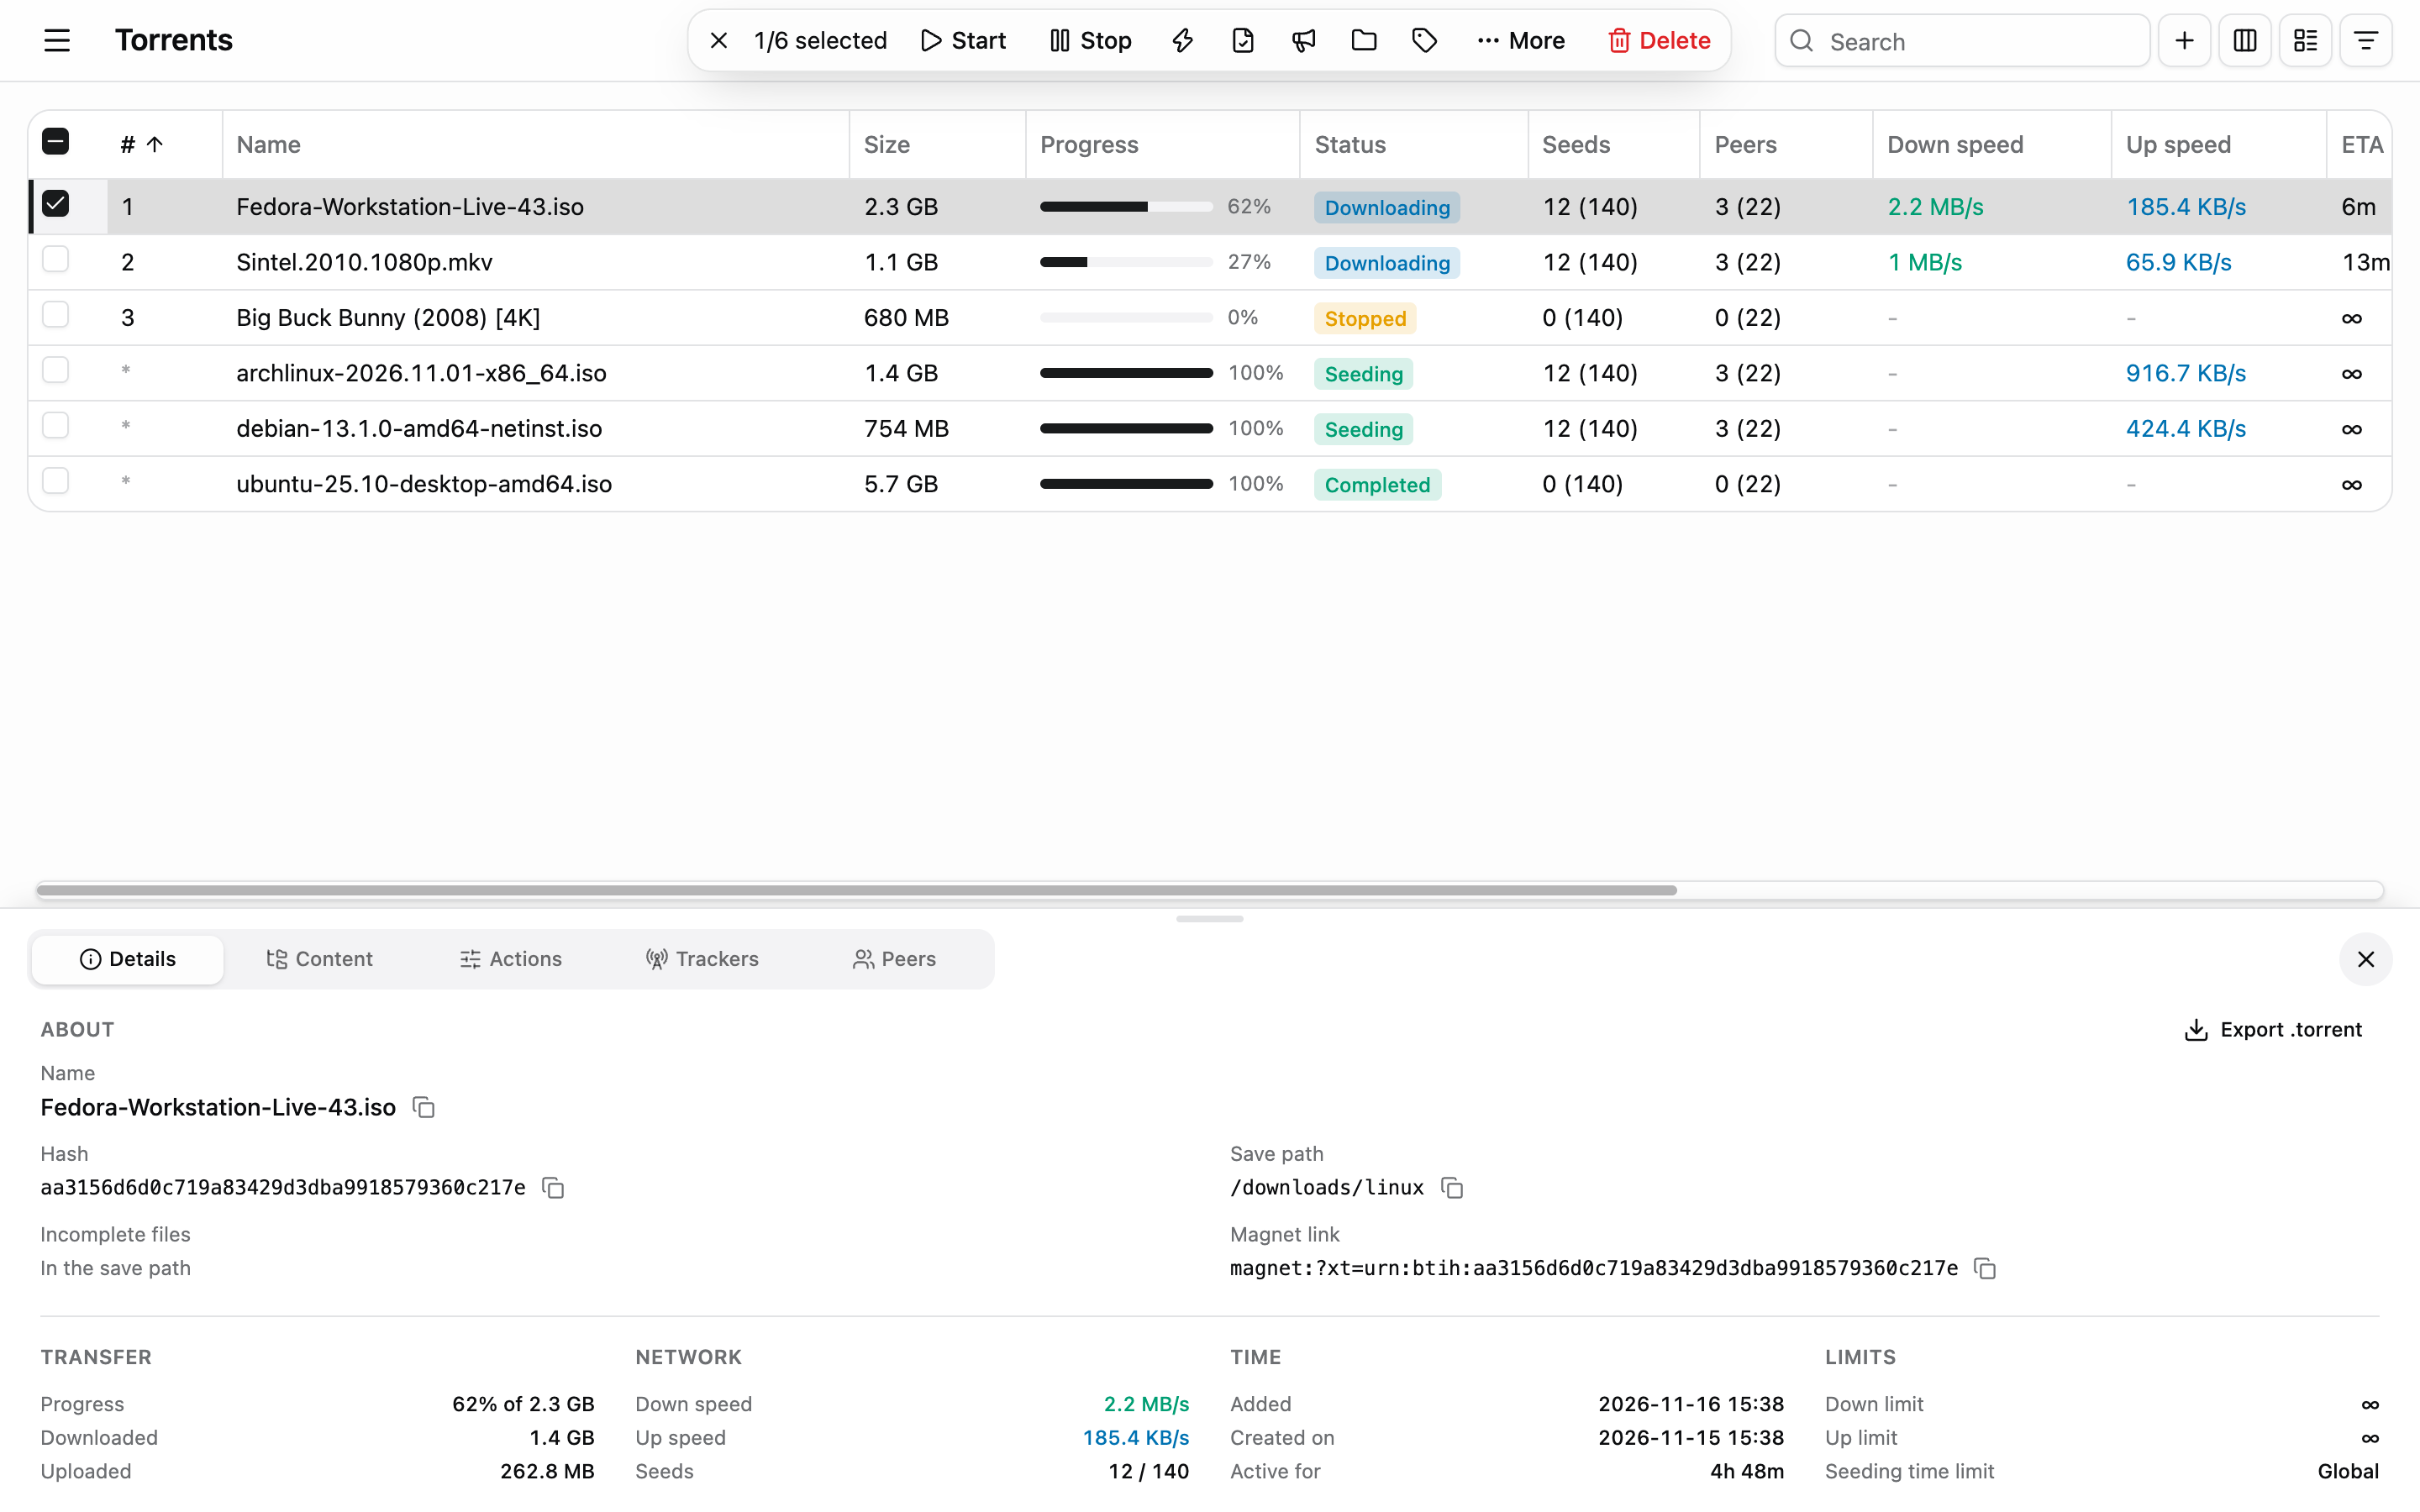 Torrents
1/6 selected Start Stop More Delete
Search
# Name Size Progress Status Seeds Peers Down speed Up speed ETA
1 Fedora-Workstation-Live-43.iso 2.3 GB 62% Downloading 12 (140) 3 (22) 2.2 MB/s 185.4 KB/s 6m
2 Sintel.2010.1080p.mkv 1.1 GB 27% Downloading 12 (140) 3 (22) 1 MB/s 65.9 KB/s 13m
3 Big Buck Bunny (2008) [4K] 680 MB 0% Stopped 0 (140) 0 (22) - - ∞
* archlinux-2026.11.01-x86_64.iso 1.4 GB 100% Seeding 12 (140) 3 (22) - 916.7 KB/s ∞
* debian-13.1.0-amd64-netinst.iso 754 MB 100% Seeding 12 (140) 3 (22) - 424.4 KB/s ∞
* ubuntu-25.10-desktop-amd64.iso 5.7 GB 100% Completed 0 (140) 0 (22) - - ∞
Details Content Actions Trackers Peers
ABOUT
Export .torrent
Name
Fedora-Workstation-Live-43.iso
Hash
aa3156d6d0c719a83429d3dba9918579360c217e
Save path
/downloads/linux
Incomplete files
In the save path
Magnet link
magnet:?xt=urn:btih:aa3156d6d0c719a83429d3dba9918579360c217e
TRANSFER
Progress 62% of 2.3 GB
Downloaded 1.4 GB
Uploaded 262.8 MB
NETWORK
Down speed 2.2 MB/s
Up speed 185.4 KB/s
Seeds 12 / 140
TIME
Added 2026-11-16 15:38
Created on 2026-11-15 15:38
Active for 4h 48m
LIMITS
Down limit ∞
Up limit ∞
Seeding time limit Global